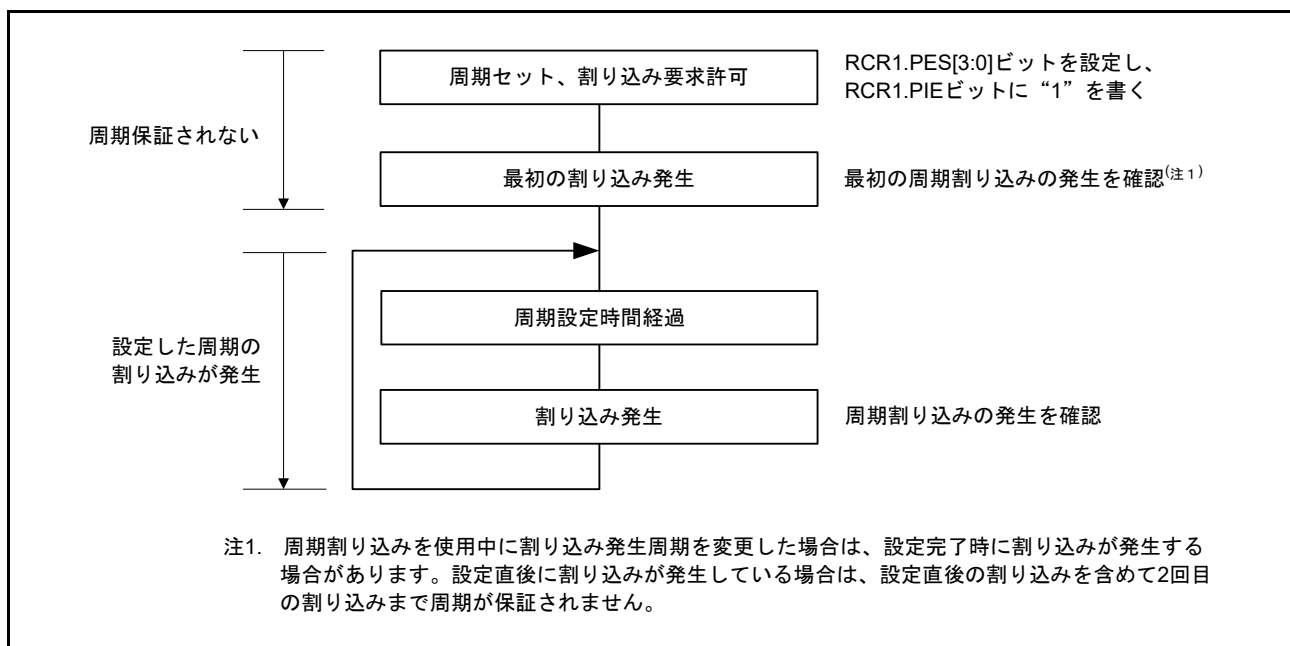 周期セット、割り込み要求許可
RCR1.PES[3:0]ビットを設定し、
RCR1.PIEビットに“1”を書く
周期保証されない
最初の割り込み発生
最初の周期割り込みの発生を確認(注1)
周期設定時間経過
設定した周期の
割り込みが発生
割り込み発生
周期割り込みの発生を確認
注1. 周期割り込みを使用中に割り込み発生周期を変更した場合は、設定完了時に割り込みが発生する
場合があります。設定直後に割り込みが発生している場合は、設定直後の割り込みを含めて2回目
の割り込みまで周期が保証されません。